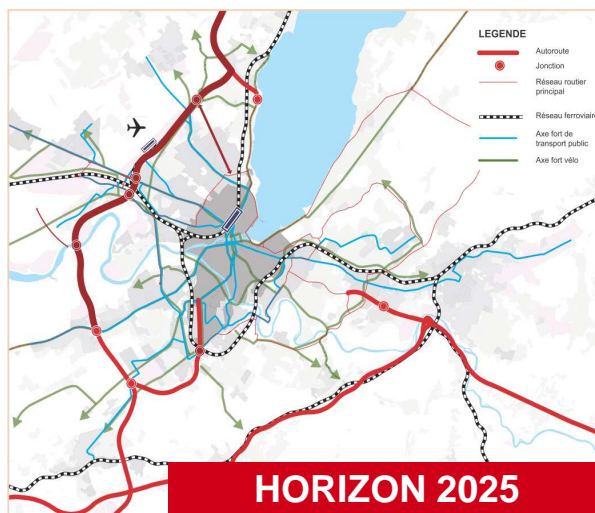 LEGENDE
Autoroute
Jonction
Réseau routier
principal
Réseau ferroviaire
Axe fort de
transport public
Axe fort vélo
HORIZON 2025